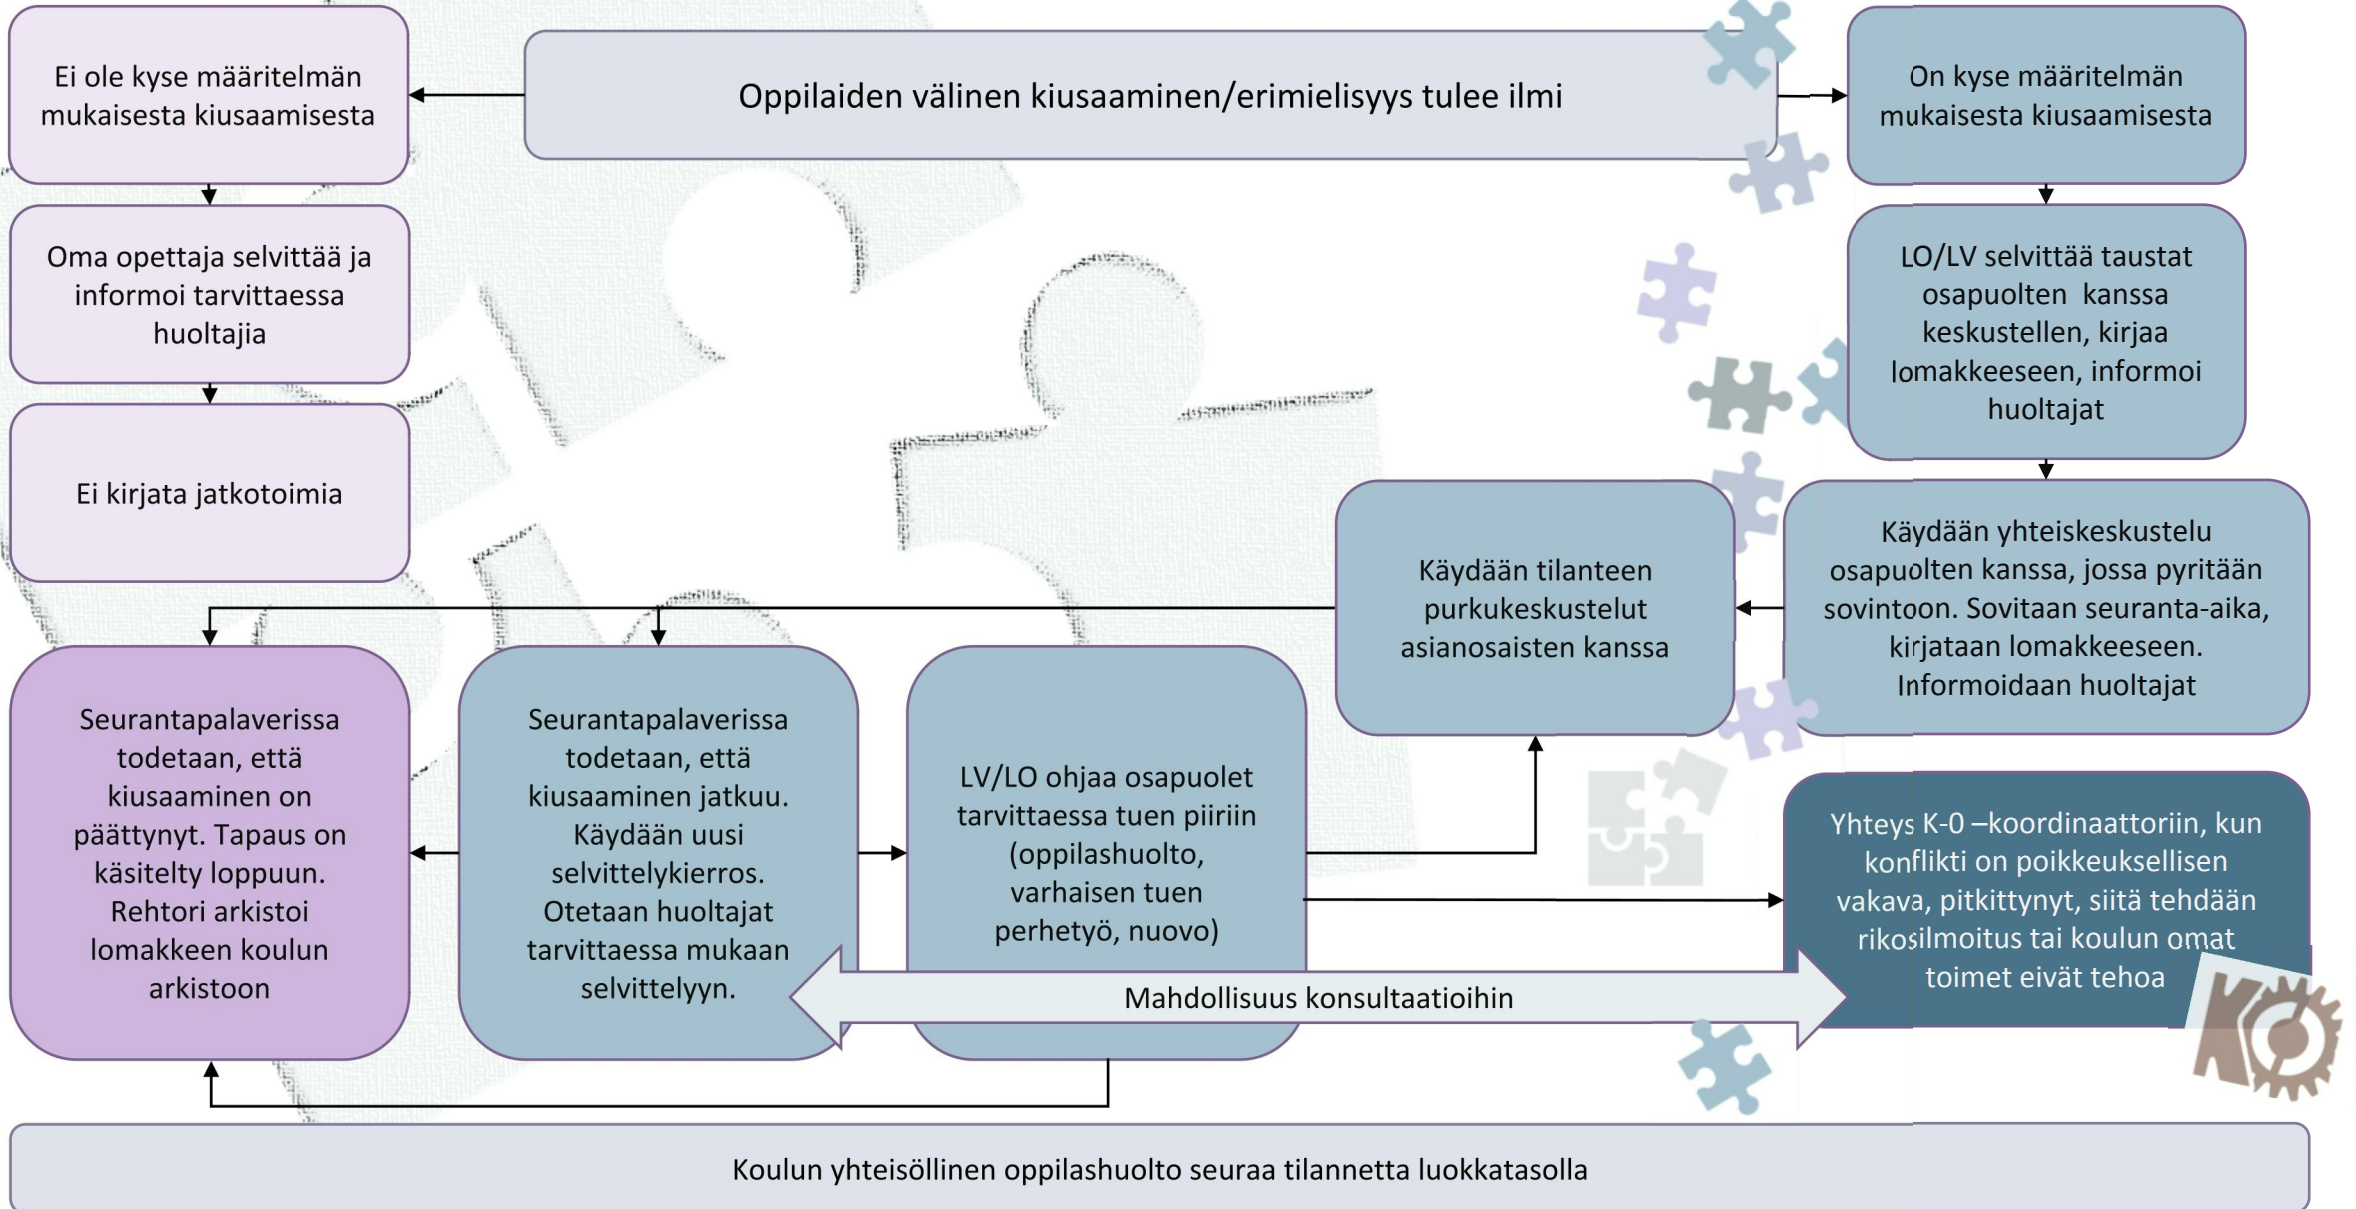 Ei ole kyse määritelmän
mukaisesta kiusaamisesta
Oppilaiden välinen kiusaaminen/erimielisyys tulee ilmi
On kyse määritelmän
mukaisesta kiusaamisesta
Oma opettaja selvittää ja
informoi tarvittaessa
huoltajia
LO/LV selvittää taustat
osapuolten kanssa
keskustellen, kirjaa
lomakkeeseen, informoi
huoltajat
Ei kirjata jatkotoimia
Käydään tilanteen
purkukeskustelut
asianosaisten kanssa
Käydään yhteiskeskustelu
osapuolten kanssa, jossa pyritään
sovintoon. Sovitaan seuranta-aika,
kirjataan lomakkeeseen.
Informoidaan huoltajat
Seurantapalaverissa
todetaan, että
kiusaaminen on
päättynyt. Tapaus on
käsitelty loppuun.
Rehtori arkistoi
lomakkeen koulun
arkistoon
Seurantapalaverissa
todetaan, että
kiusaaminen jatkuu.
Käydään uusi
selvittelykierros.
Otetaan huoltajat
tarvittaessa mukaan
selvittelyyn.
LV/LO ohjaa osapuolet
tarvittaessa tuen piiriin
(oppilashuolto,
varhaisen tuen
perhetyö, nuovo)
Yhteys K-0 –koordinaattoriin, kun
konflikti on poikkeuksellisen
vakava, pitkittynyt, siitä tehdään
rikosilmoitus tai koulun omat
toimet eivät tehoa
Mahdollisuus konsultaatioihin
KO
Koulun yhteisöllinen oppilashuolto seuraa tilannetta luokkatasolla